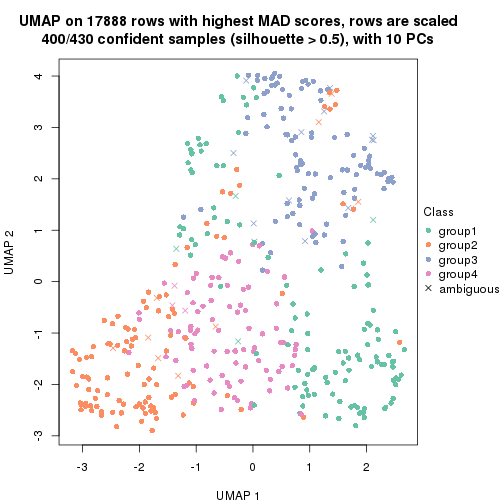 UMAP on 17888 rows with highest MAD scores, rows are scaled
400/430 confident samples (silhouette > 0.5), with 10 PCs
4
3
2
1
0
-1
-2
-3
UMAP 2
-3
-2
-1
0
1
2
UMAP 1
Class
group1
group2
group3
group4
ambiguous